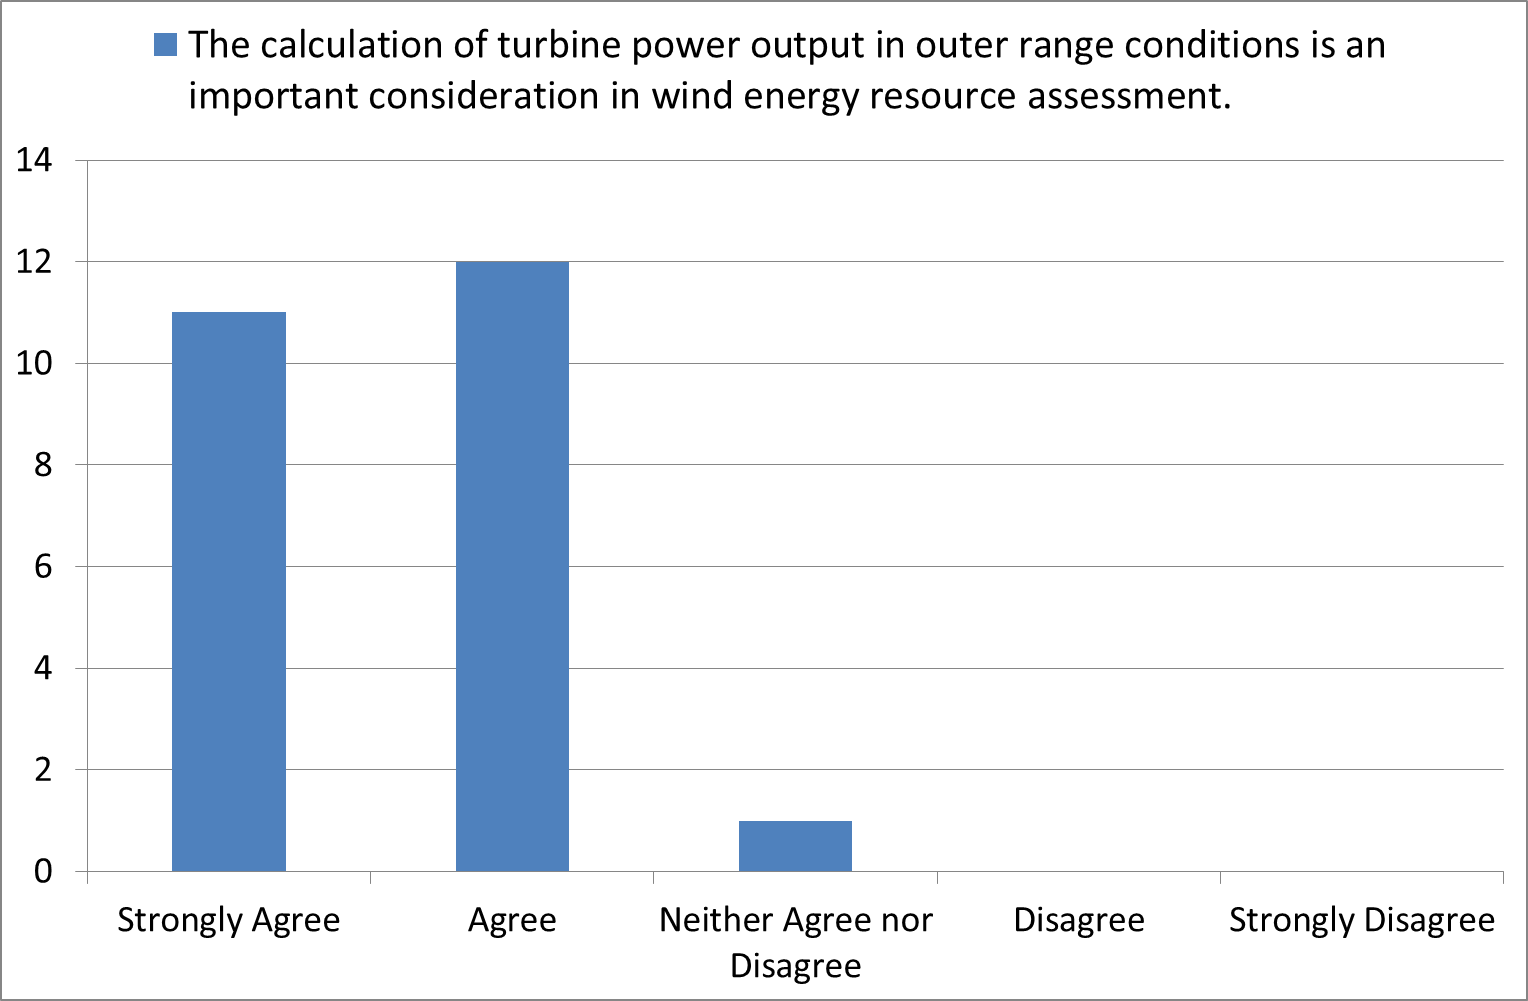 The calculation of turbine power output in outer range conditions is an
important consideration in wind energy resource assessment.
14
12
10
8
6
4
2
0
Strongly Agree
Agree
Neither Agree nor
Disagree
Disagree
Strongly Disagree